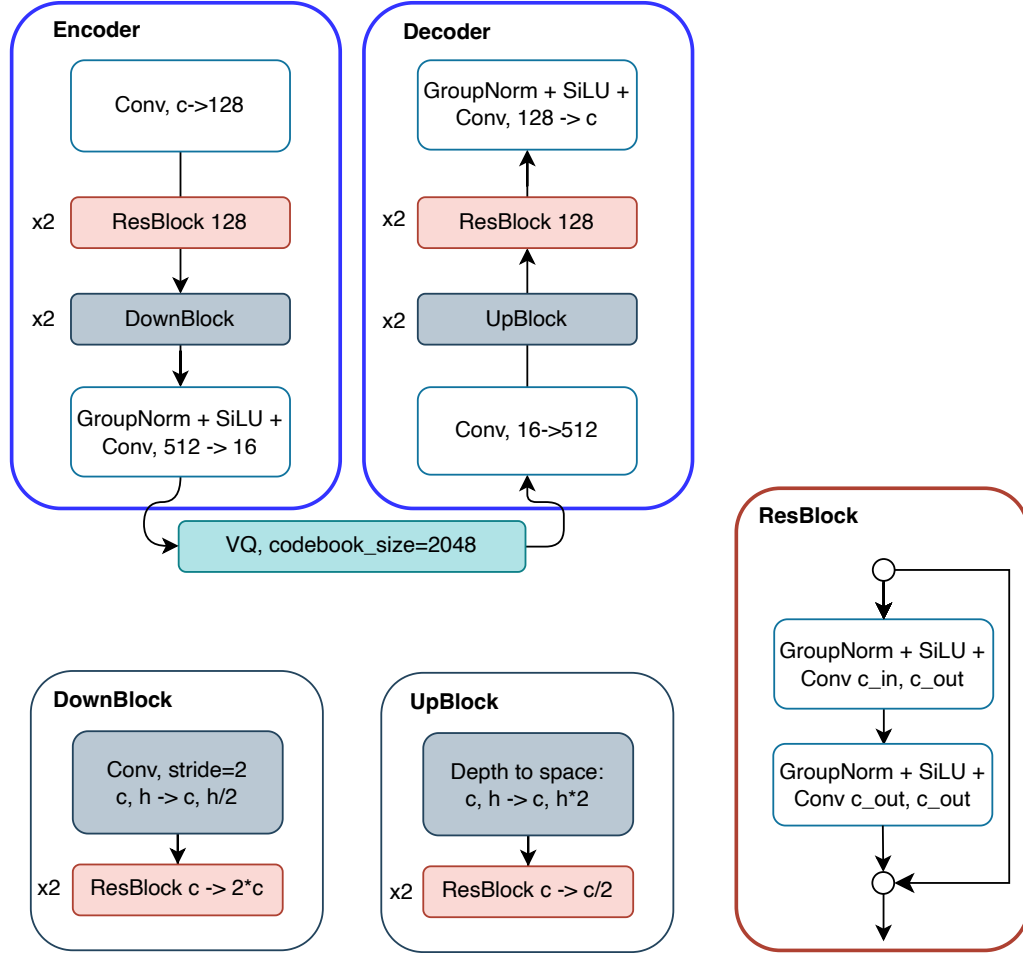 Encoder
Conv, c->128
x2
ResBlock 128
x2
DownBlock
GroupNorm + SiLU +
Conv, 512 -> 16
Decoder
GroupNorm + SiLU +
Conv, 128 -> c
x2
ResBlock 128
x2
UpBlock
Conv, 16->512
VQ, codebook_size=2048
DownBlock
Conv, stride=2
c, h -> c, h/2
x2
ResBlock c -> 2*c
UpBlock
Depth to space:
c, h -> c, h*2
x2
ResBlock c -> c/2
ResBlock
GroupNorm + SiLU +
Conv c_in, c_out
GroupNorm + SiLU +
Conv c_out, c_out